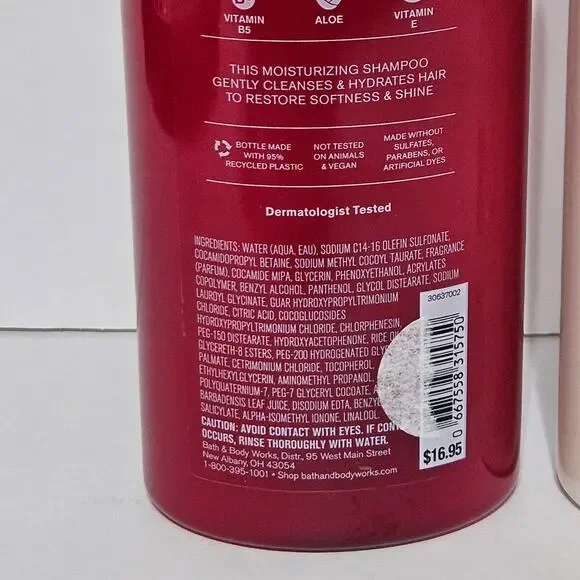 VITAMIN B5
ALOE
VITAMIN E
THIS MOISTURIZING SHAMPOO
GENTLY CLEANSES & HYDRATES HAIR
TO RESTORE SOFTNESS & SHINE
BOTTLE MADE
WITH 95%
RECYCLED PLASTIC
NOT TESTED
ON ANIMALS
& VEGAN
MADE WITHOUT
SULFATES,
PARABENS, OR
ARTIFICIAL DYES
Dermatologist Tested
INGREDIENTS: WATER (AQUA, EAU), SODIUM C14-16 OLEFIN SULFONATE,
COCAMIDOPROPYL BETAINE, SODIUM METHYL COCOYL TAURATE, FRAGRANCE
(PARFUM), COCAMIDE MIPA, GLYCERIN, PHENOXYETHANOL, ACRYLATES
COPOLYMER, BENZYL ALCOHOL, PANTHENOL, GLYCOL DISTEARATE, SODIUM
LAUROYL GLYCINATE, GUAR HYDROXYPROPYLTRIMONIUM
CHLORIDE, CITRIC ACID, COCOGLUCOSIDES
HYDROXYPROPYLTRIMONIUM CHLORIDE, CHLORPHENESIN,
PEG-150 DISTEARATE, HYDROXYACETOPHENONE, RICE
GLYCERETH-8 ESTERS, PEG-200 HYDROGENATED
PALMATE, CETRIMONIUM CHLORIDE, TOCOPHEROL
ETHYLHEXYLGLYCERIN, AMINOMETHYL PROPANOL,
POLYQUATERNIUM-7, PEG-7 GLYCERYL COCOATE,
BARBADENSIS LEAF JUICE, DISODIUM EDTA,
SALICYLATE, ALPHA-ISOMETHYL IONONE, LINALOOL.
CAUTION: AVOID CONTACT WITH EYES. IF
OCCURS, RINSE THOROUGHLY WITH WATER.
Bath & Body Works, Distr., 95 West Main Street
New Albany, OH 43054
1-800-395-1001 • Shop bathandbodyworks.com
30637002
0 667558 315750
$16.95